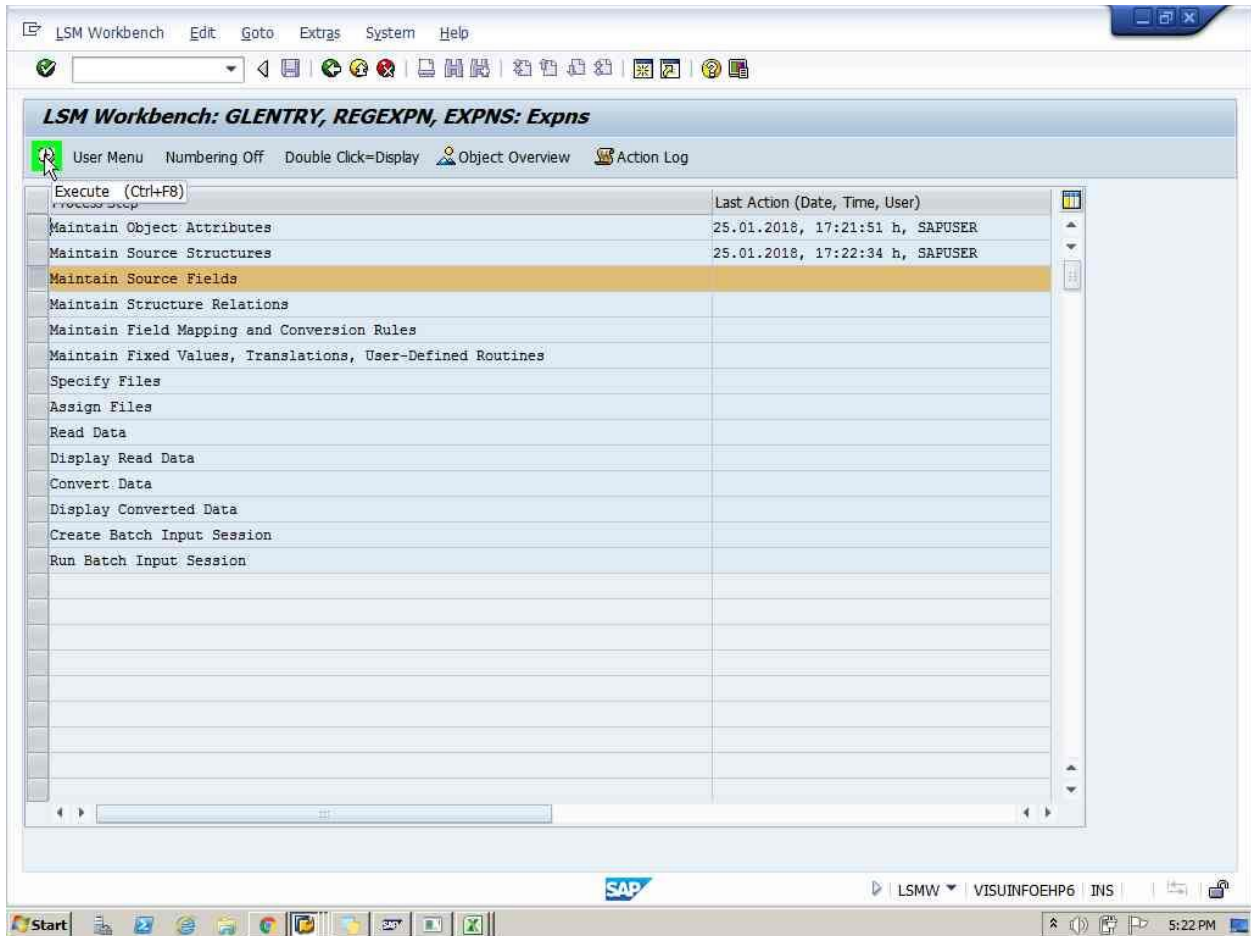 LSM Workbench Edit Goto Extras System Help
LSM Workbench: GLENTRY, REGEXPN, EXPNS: Expns
User Menu Numbering Off Double Click=Display Object Overview Action Log
Execute (Ctrl+F8)
Process Step Last Action (Date, Time, User)
Maintain Object Attributes 25.01.2018, 17:21:51 h, SAPUSER
Maintain Source Structures 25.01.2018, 17:22:34 h, SAPUSER
Maintain Source Fields
Maintain Structure Relations
Maintain Field Mapping and Conversion Rules
Maintain Fixed Values, Translations, User-Defined Routines
Specify Files
Assign Files
Read Data
Display Read Data
Convert Data
Display Converted Data
Create Batch Input Session
Run Batch Input Session
SAP LSMW VISUINFOEHP6 INS
Start 5:22 PM